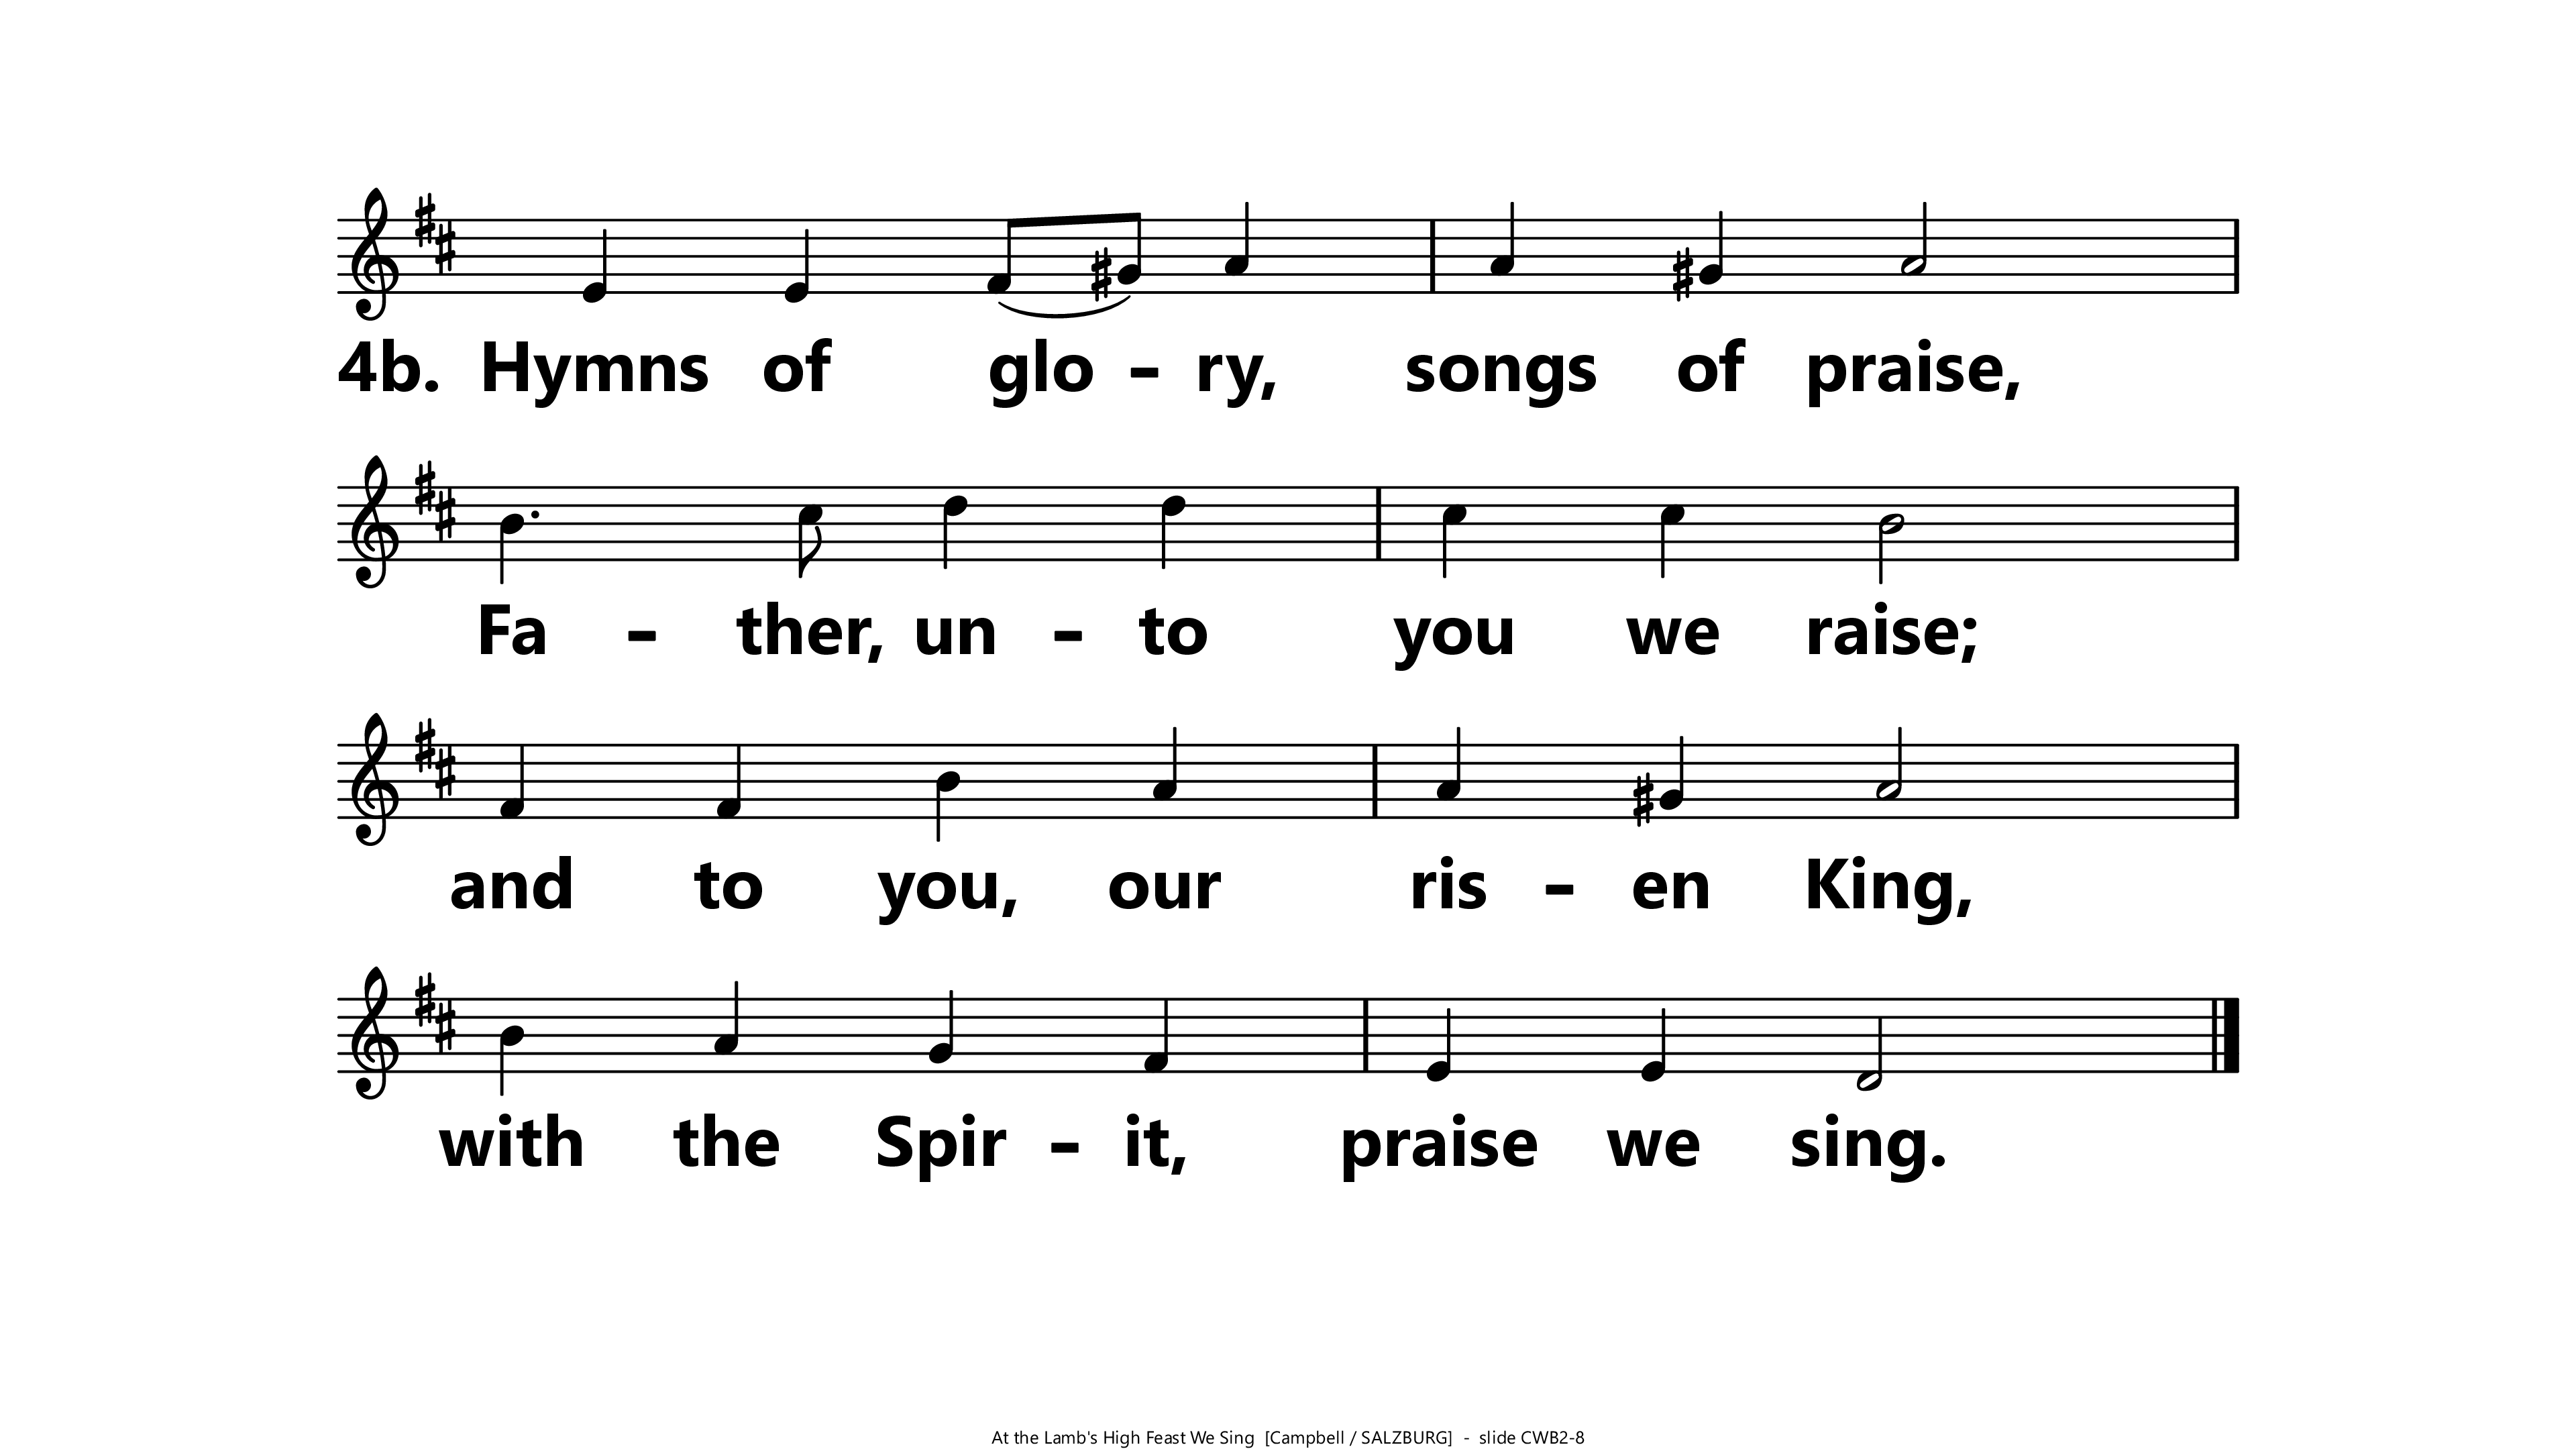 4b. Hymns of glo - ry, songs of praise,
Fa - ther, un - to you we raise;
and to you, our ris - en King,
with the Spir - it, praise we sing.
At the Lamb's High Feast We Sing [Campbell / SALZBURG] - slide CWB2-8